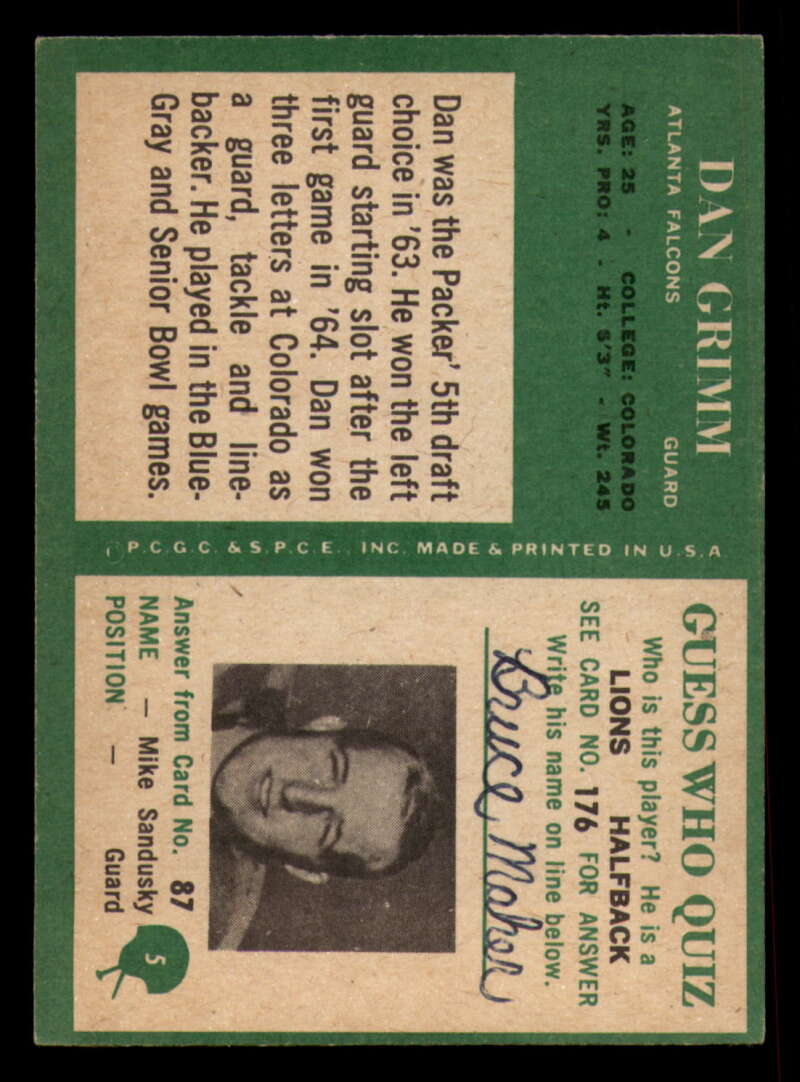 DAN GRIMM
ATLANTA FALCONS GUARD
AGE: 25 - COLLEGE: COLORADO
YRS. PRO: 4 - Ht. 6'3" - Wt. 245
Dan was the Packer' 5th draft
choice in '63. He won the left
guard starting slot after the
first game in '64. Dan won
three letters at Colorado as
a guard, tackle and line-
backer. He played in the Blue-
Gray and Senior Bowl games.
©P.C.G.C. & S.P.C.E., INC. MADE & PRINTED IN U.S.A.
GUESS WHO QUIZ
Who is this player? He is a
LIONS HALFBACK
SEE CARD NO. 176 FOR ANSWER
Write his name on line below.
Bruce Maher
Answer from Card No. 87
NAME — Mike Sandusky
POSITION — Guard
5